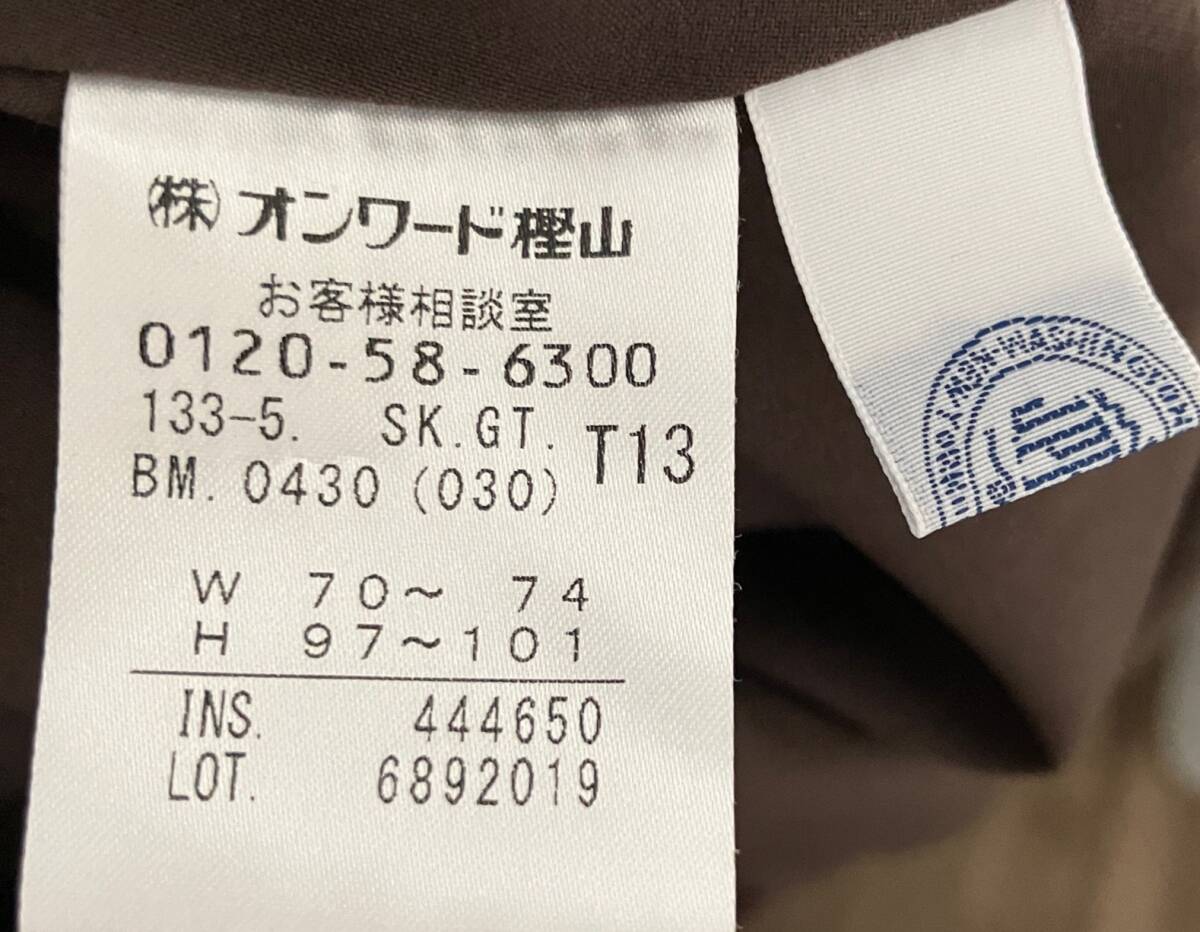 ㈱オンワード樫山
お客様相談室
0120-58-6300
133-5. SK.GT. T13
BM. 0430 (030)
W 70～ 74
H 97～101
INS. 444650
LOT. 6892019